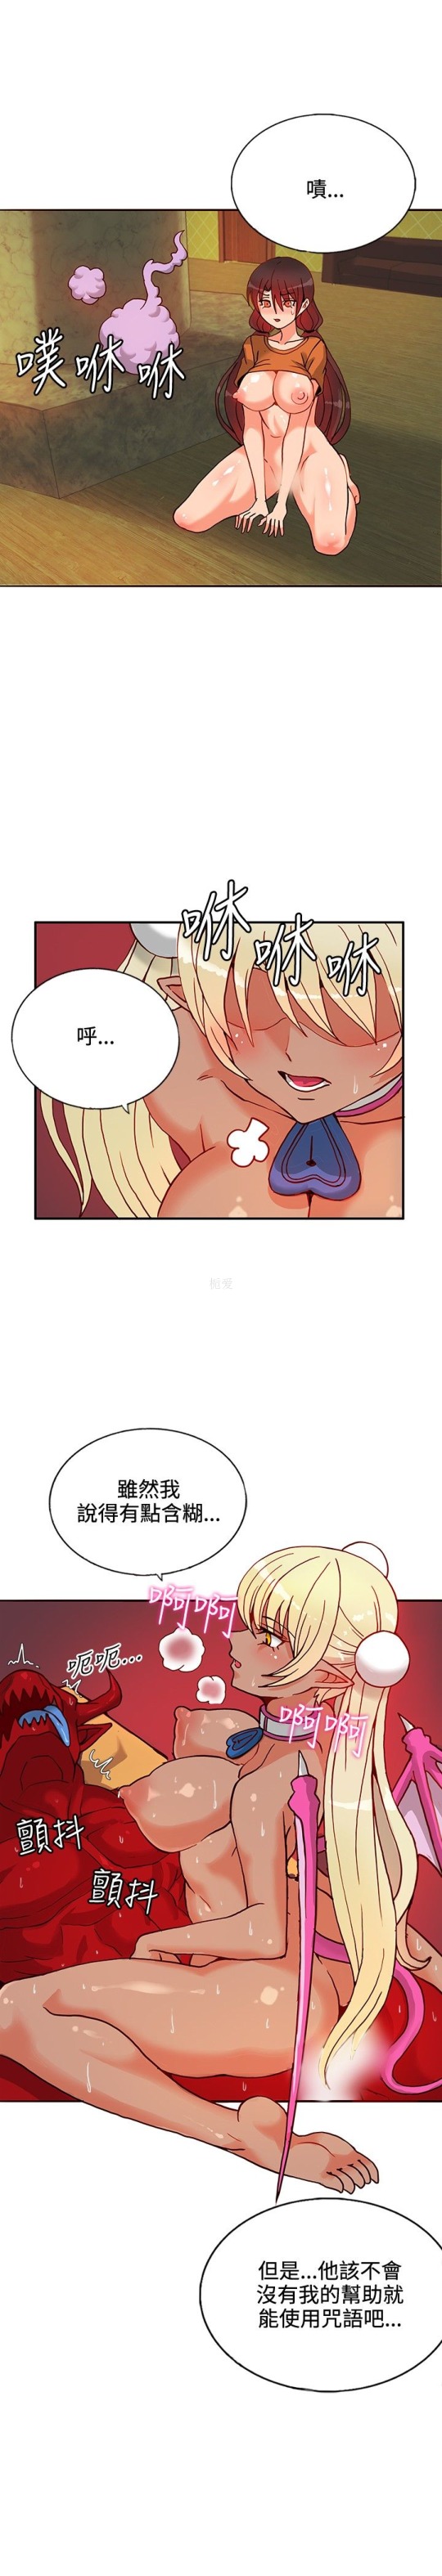 嘖...
噗 咻 咻
咻 咻 咻
呼...
雖然我
說得有點含糊...
啊啊
呃呃...
啊啊
顫抖
顫抖
但是...他該不會
沒有我的幫助就
能使用咒語吧...